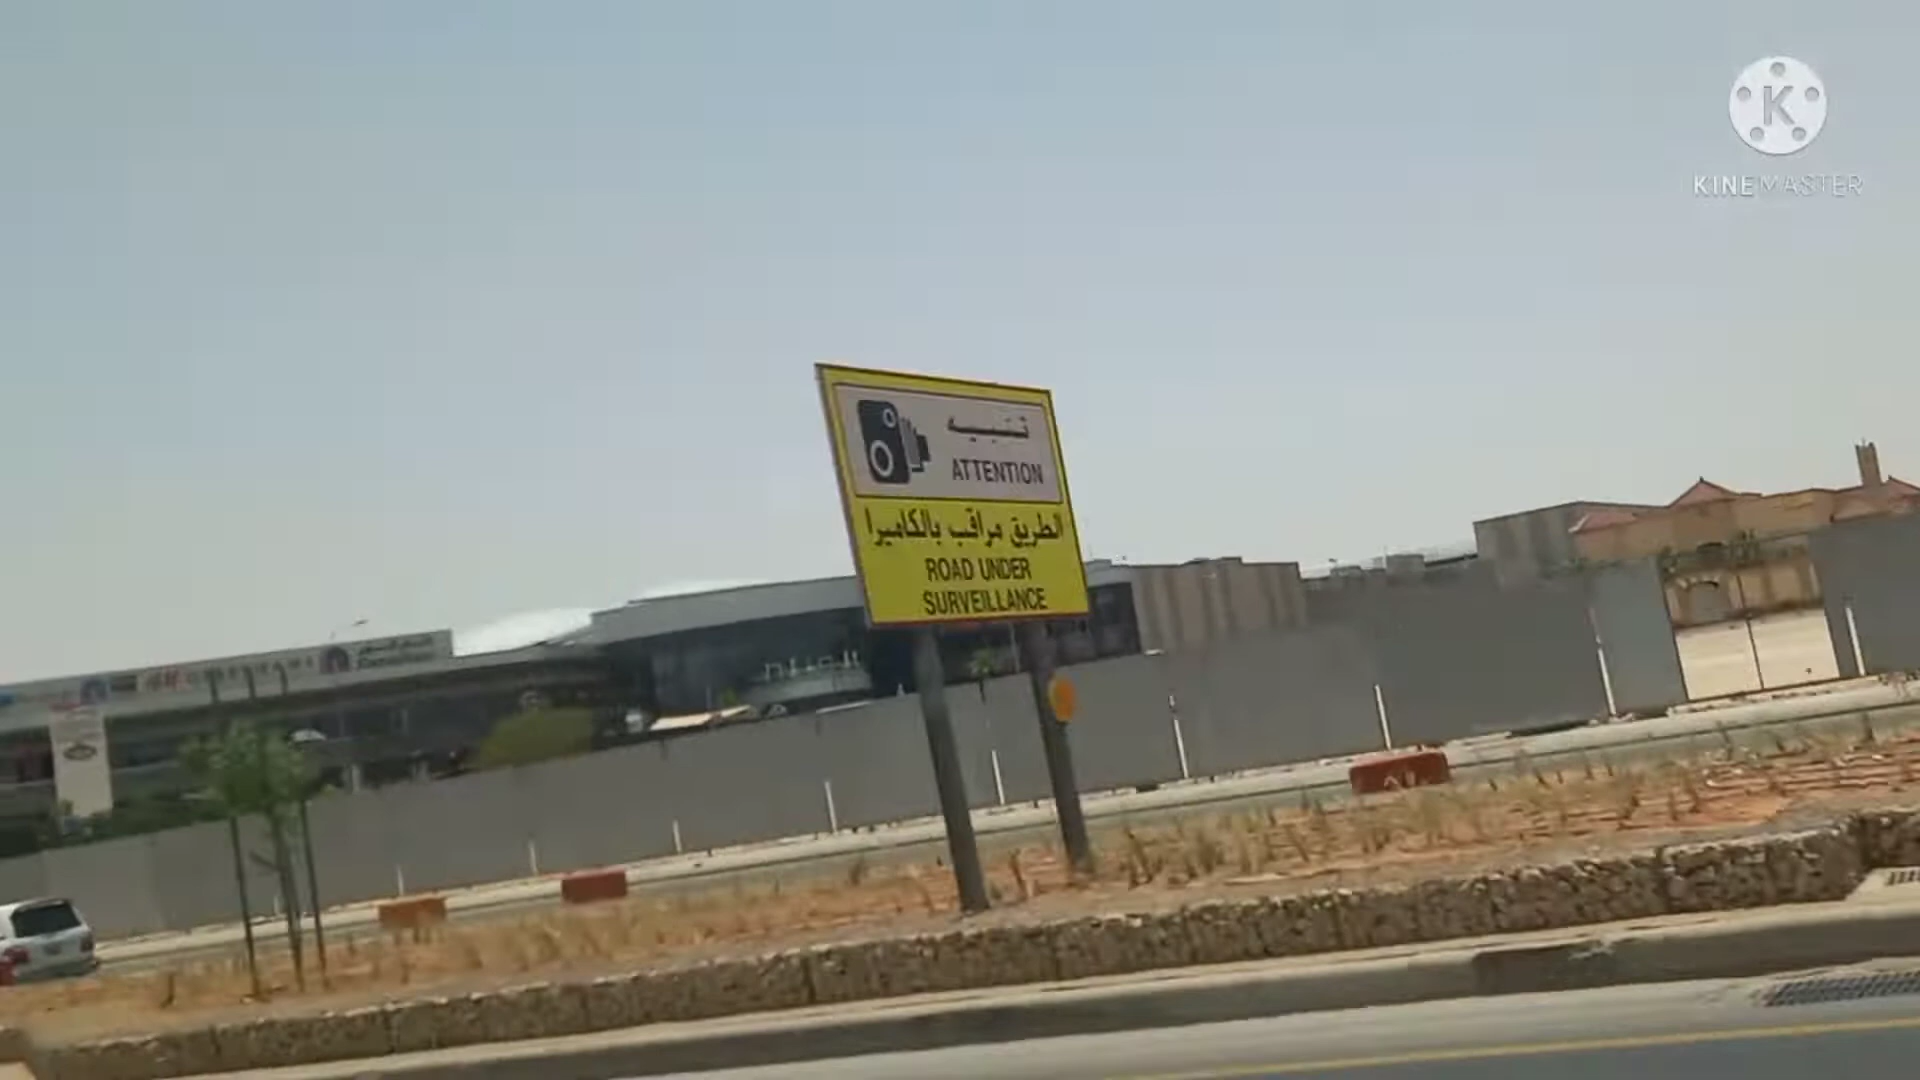 K
KINEMASTER
تنبيه
ATTENTION
الطريق مراقب بالكاميرا
ROAD UNDER
SURVEILLANCE